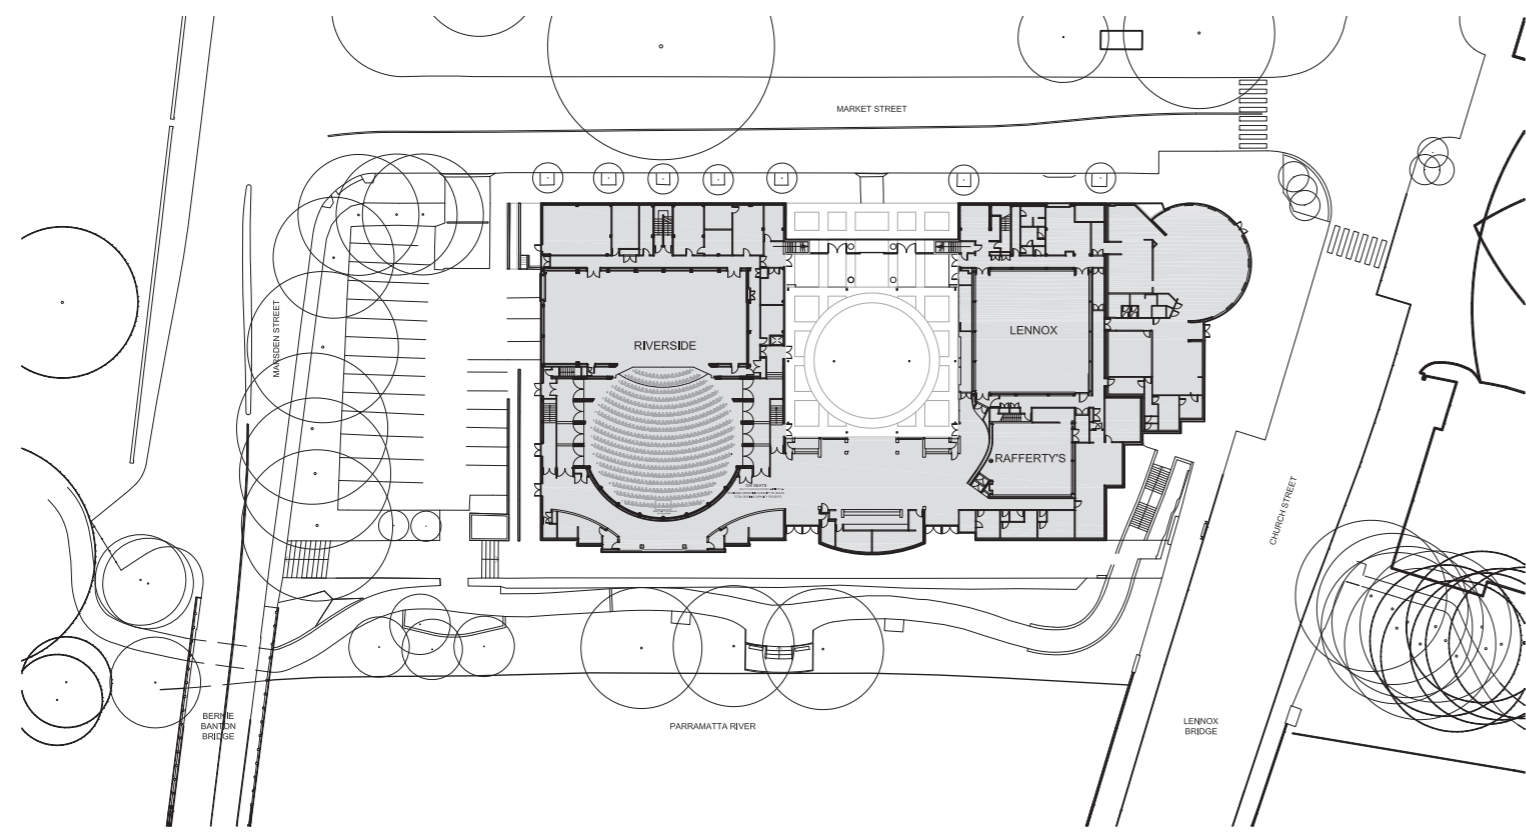 MARKET STREET
MARSDEN STREET
RIVERSIDE
LENNOX
RAFFERTY'S
CHURCH STREET
BERNIE
BANTON
BRIDGE
PARRAMATTA RIVER
LENNOX
BRIDGE